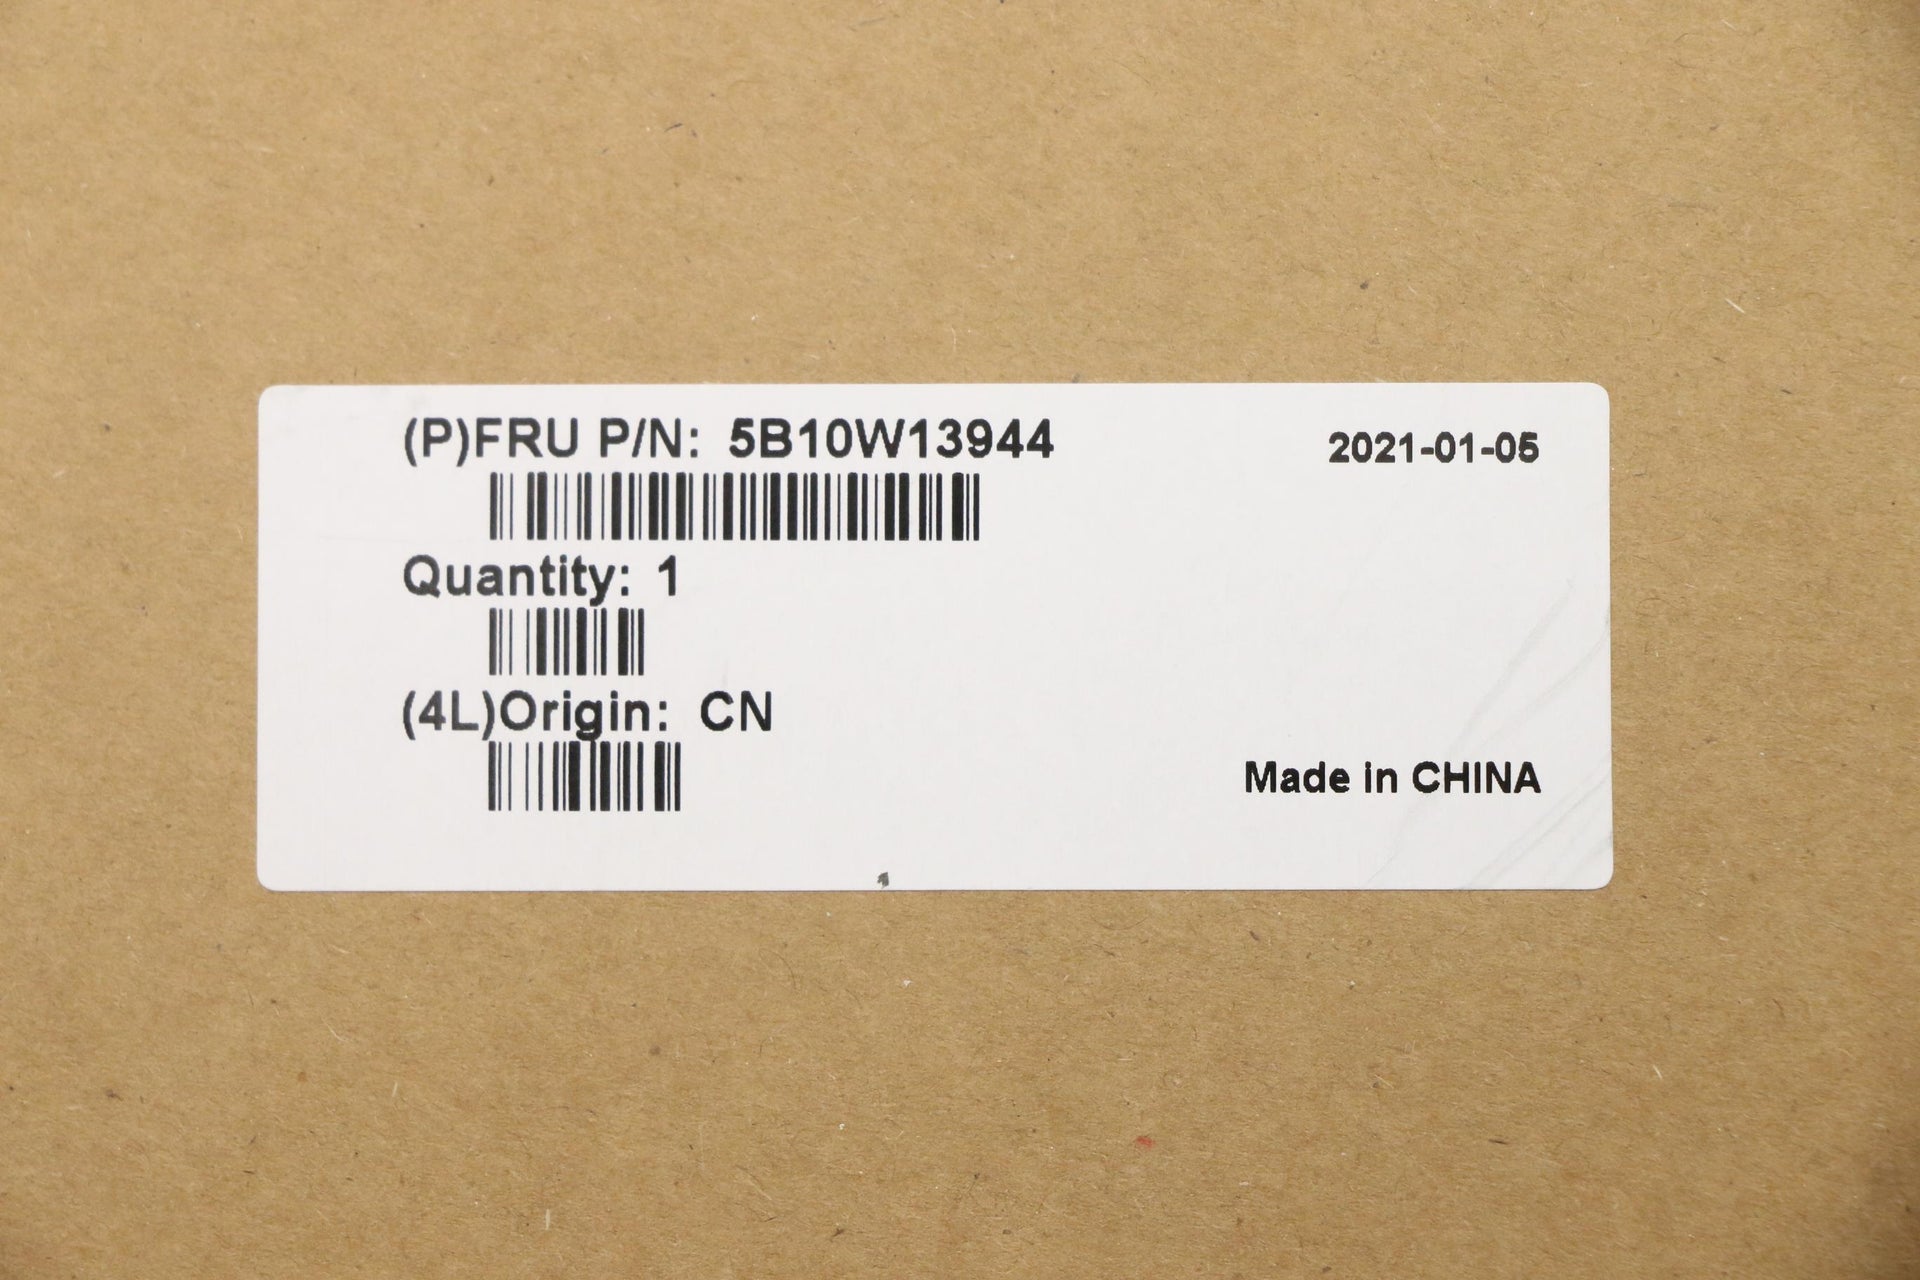 (P)FRU P/N: 5B10W13944
2021-01-05
Quantity: 1
(4L)Origin: CN
Made in CHINA